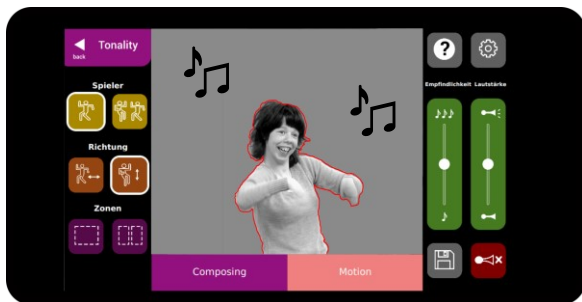 Tonality
back
Spieler
Richtung
Zonen
Composing
Motion
?
Empfindlichkeit Lautstärke